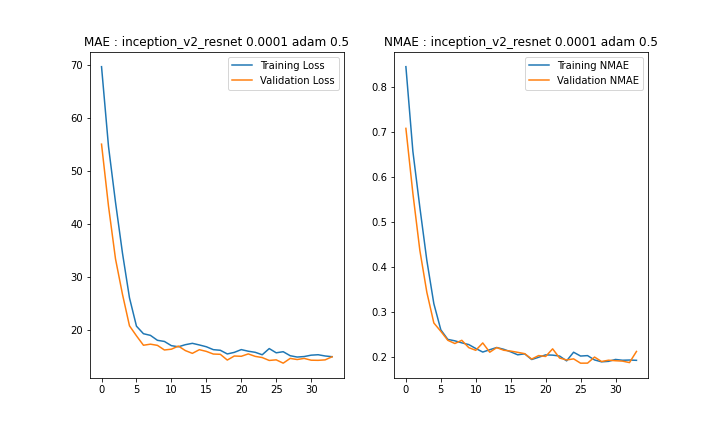 MAE : inception_v2_resnet 0.0001 adam 0.5
Training Loss
Validation Loss
70
60
50
40
30
20
0 5 10 15 20 25 30
NMAE : inception_v2_resnet 0.0001 adam 0.5
Training NMAE
Validation NMAE
0.8
0.7
0.6
0.5
0.4
0.3
0.2
0 5 10 15 20 25 30